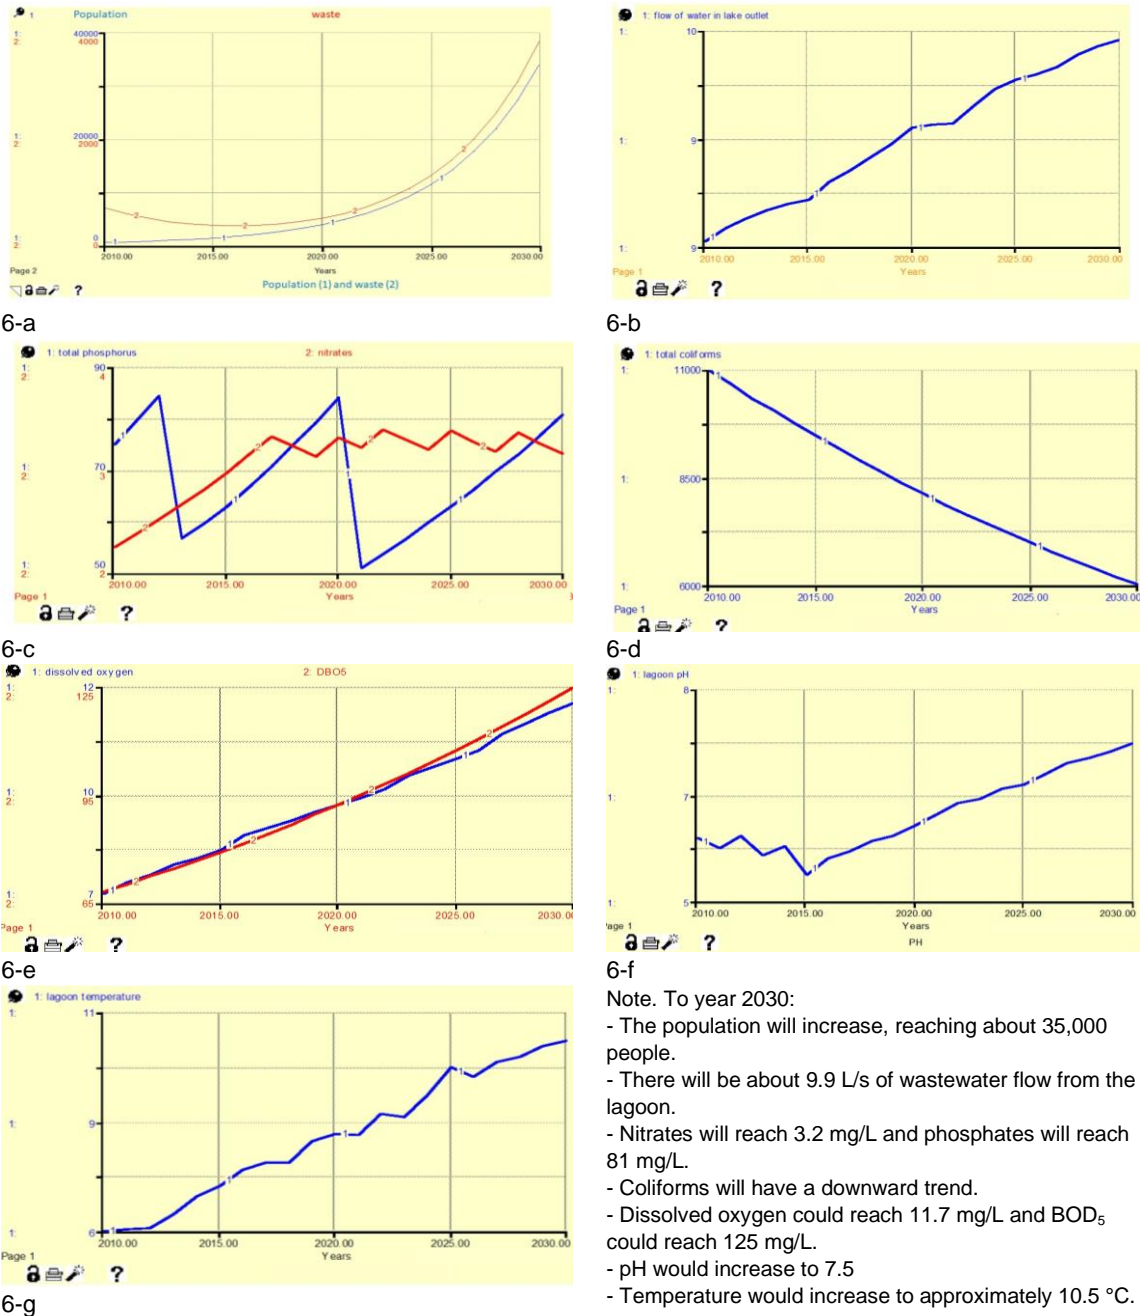 1 Population waste
1: 40000
2: 4000
1: 20000
2: 2000
1: 0
2: 0
2010.00 2015.00 2020.00 2025.00 2030.00
Page 2 Years
Population (1) and waste (2)
?
6-a
1: flow of water in lake outlet
1: 10
1: 9
1: 9
2010.00 2015.00 2020.00 2025.00 2030.00
Page 1 Years
?
6-b
1: total phosphorus 2: nitrates
1: 90
2: 4
1: 70
2: 3
1: 50
2: 2
2010.00 2015.00 2020.00 2025.00 2030.00
Page 1 Years
?
6-c
1: total coliforms
1: 11000
1: 8500
1: 6000
2010.00 2015.00 2020.00 2025.00 2030.00
Page 1 Years
?
6-d
1: dissolved oxygen 2: DBO5
1: 12
2: 125
1: 10
2: 95
1: 7
2: 65
2010.00 2015.00 2020.00 2025.00 2030.00
Page 1 Years
?
6-e
1: lagoon pH
1: 8
1: 7
1: 5
2010.00 2015.00 2020.00 2025.00 2030.00
Page 1 Years
PH
?
6-f
1: lagoon temperature
1: 11
1: 9
1: 6
2010.00 2015.00 2020.00 2025.00 2030.00
Page 1 Years
?
6-g
Note. To year 2030:
- The population will increase, reaching about 35,000
people.
- There will be about 9.9 L/s of wastewater flow from the
lagoon.
- Nitrates will reach 3.2 mg/L and phosphates will reach
81 mg/L.
- Coliforms will have a downward trend.
- Dissolved oxygen could reach 11.7 mg/L and BOD₅
could reach 125 mg/L.
- pH would increase to 7.5
- Temperature would increase to approximately 10.5 °C.